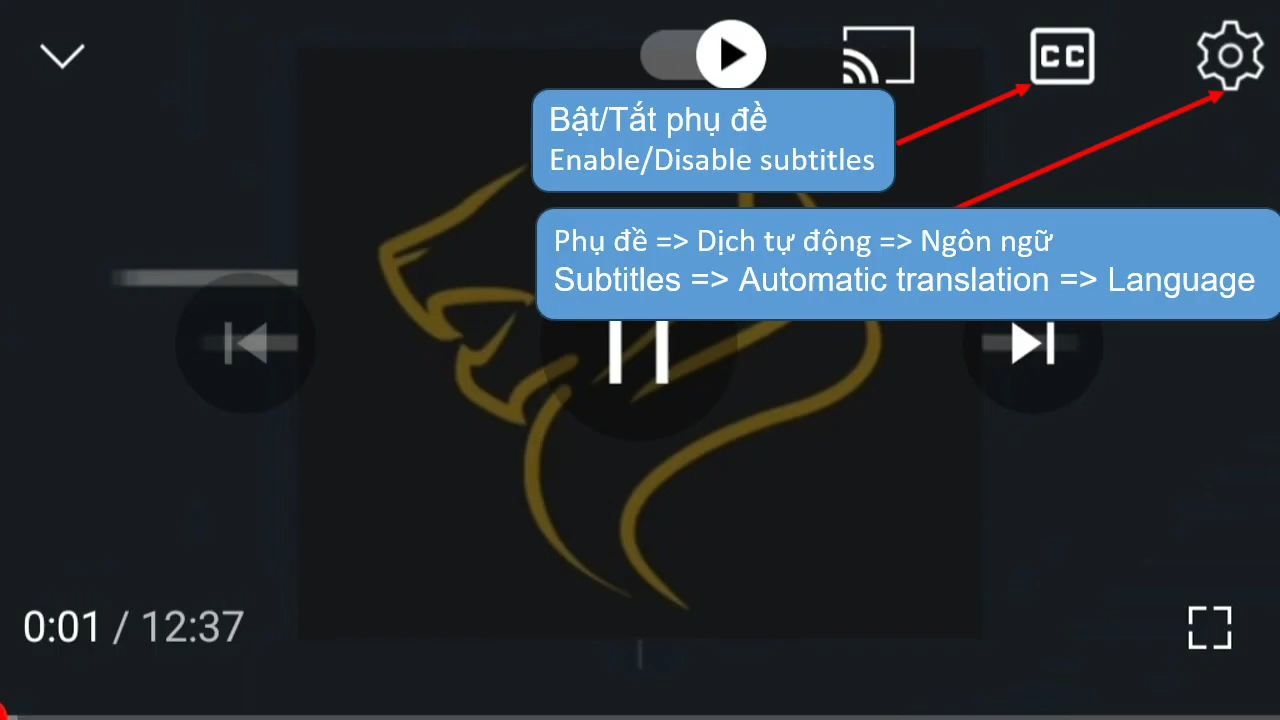 CC
Bật/Tắt phụ đề
Enable/Disable subtitles
Phụ đề => Dịch tự động => Ngôn ngữ
Subtitles => Automatic translation => Language
0:01 / 12:37